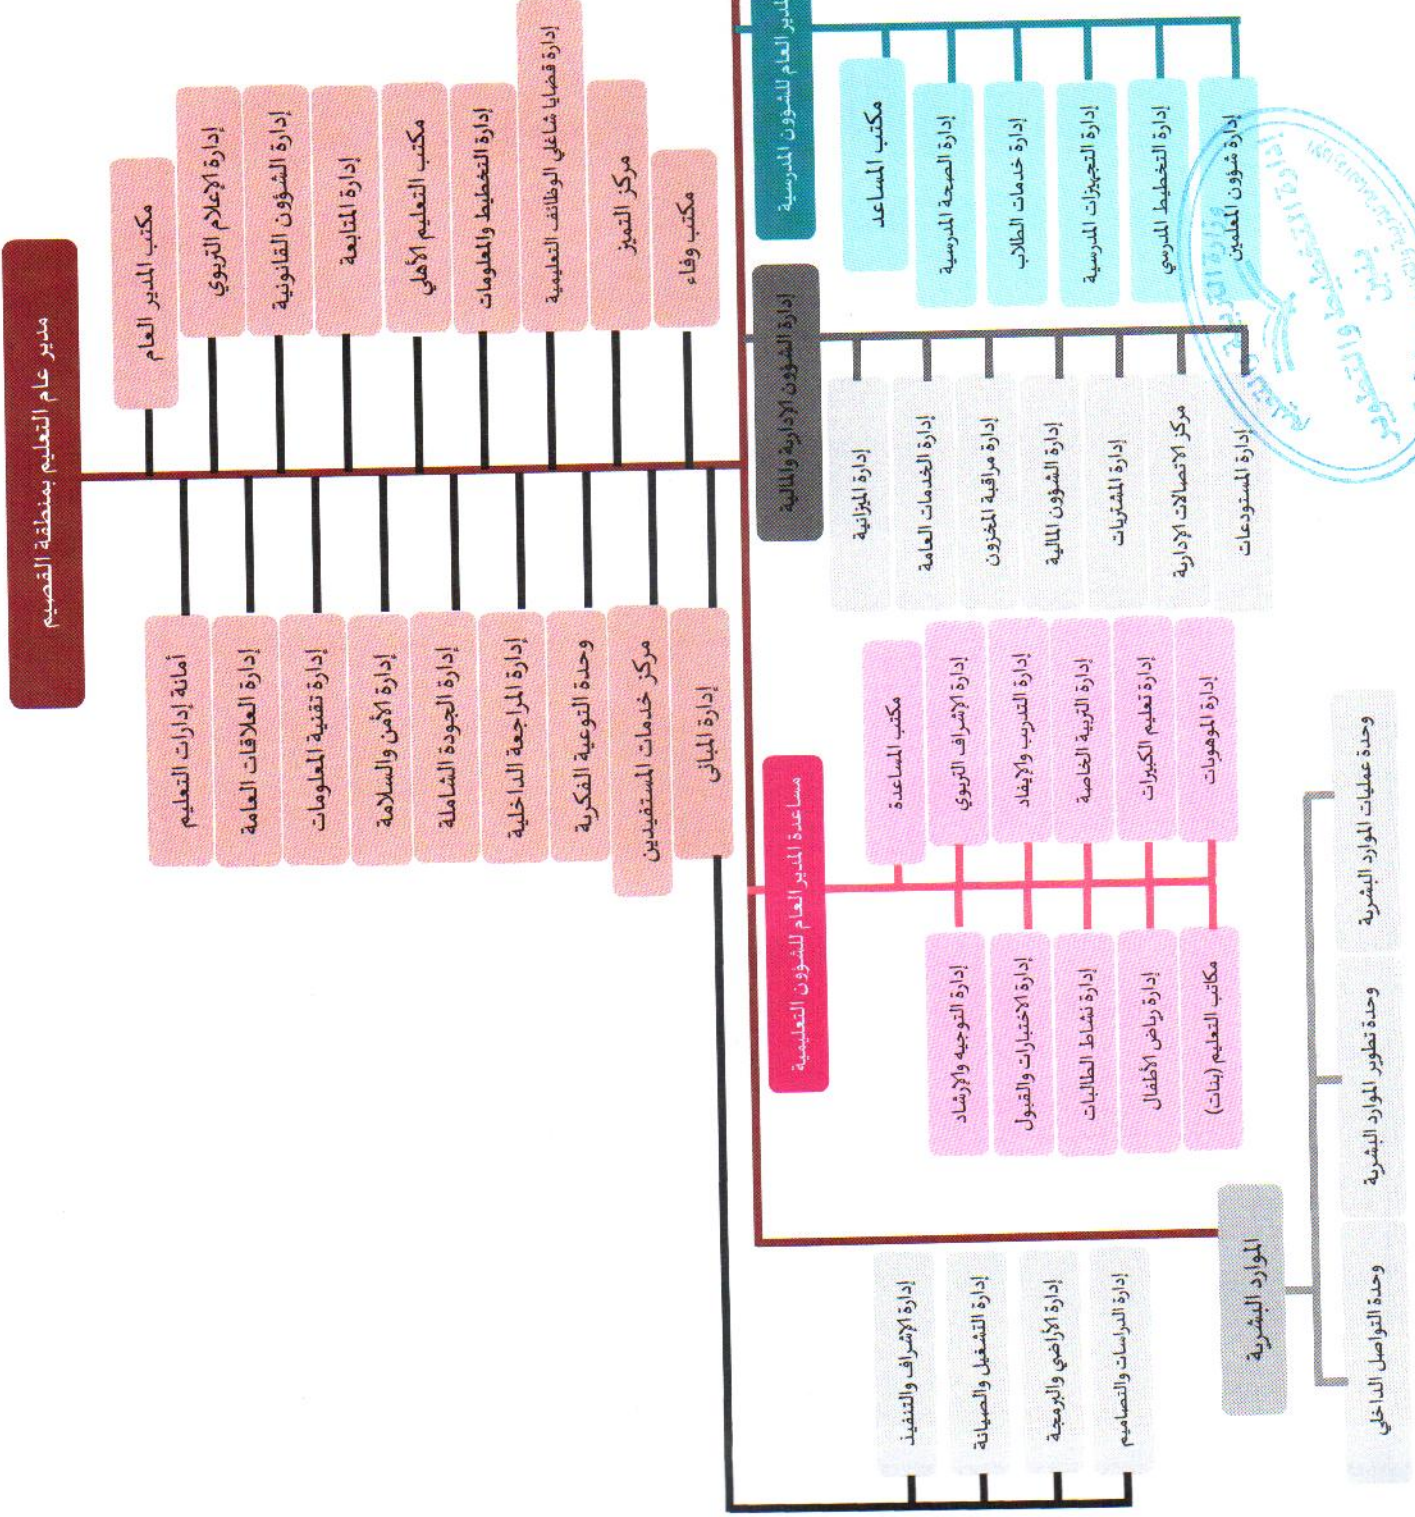 مدير عام التعليم بمنطقة القصيم
مكتب المدير العام
إدارة الإعلام التربوي
إدارة الشؤون القانونية
إدارة المتابعة
مكتب التعليم الأهلي
إدارة التخطيط والمعلومات
إدارة قضايا شاغلي الوظائف التعليمية
مركز التميز
مكتب وفاء
أمانة إدارات التعليم
إدارة العلاقات العامة
إدارة تقنية المعلومات
إدارة الأمن والسلامة
إدارة الجودة الشاملة
إدارة المراجعة الداخلية
وحدة التوعية الفكرية
مركز خدمات المستفيدين
إدارة المباني
المدير العام للشؤون المدرسية
مكتب المساعد
إدارة الصحة المدرسية
إدارة خدمات الطلاب
إدارة التجهيزات المدرسية
إدارة التخطيط المدرسي
إدارة شؤون المعلمين
إدارة الشؤون الإدارية والمالية
إدارة الميزانية
إدارة الخدمات العامة
إدارة مراقبة المخزون
إدارة الشؤون المالية
إدارة المشتريات
مركز الاتصالات الإدارية
إدارة المستودعات
مساعدة المدير العام للشؤون التعليمية
مكتب المساعدة
إدارة الإشراف التربوي
إدارة التدريب والإيفاد
إدارة التربية الخاصة
إدارة تعليم الكبيرات
إدارة الموهوبات
إدارة التوجيه والإرشاد
إدارة الاختبارات والقبول
إدارة نشاط الطالبات
إدارة رياض الأطفال
مكاتب التعليم (بنات)
الموارد البشرية
وحدة عمليات الموارد البشرية
وحدة تطوير الموارد البشرية
وحدة التواصل الداخلي
إدارة الإشراف والتنفيذ
إدارة التشغيل والصيانة
إدارة الأراضي والبرمجة
إدارة الدراسات والتصاميم
وزارة التربية والتعليم
إدارة التخطيط والتطوير
بنين